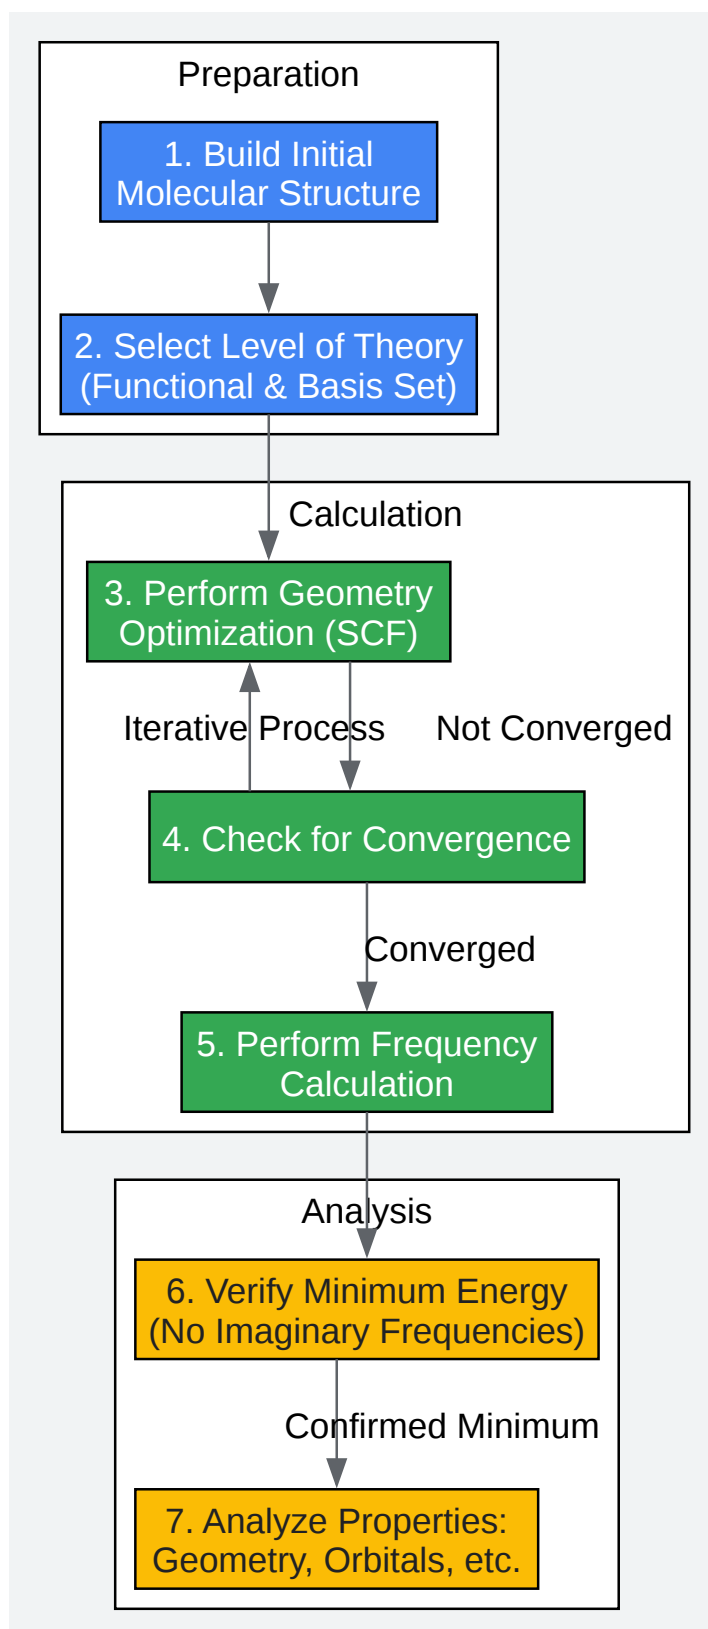 Preparation
1. Build Initial
Molecular Structure
2. Select Level of Theory
(Functional & Basis Set)
Calculation
3. Perform Geometry
Optimization (SCF)
Iterative Process
Not Converged
4. Check for Convergence
Converged
5. Perform Frequency
Calculation
Analysis
6. Verify Minimum Energy
(No Imaginary Frequencies)
Confirmed Minimum
7. Analyze Properties:
Geometry, Orbitals, etc.